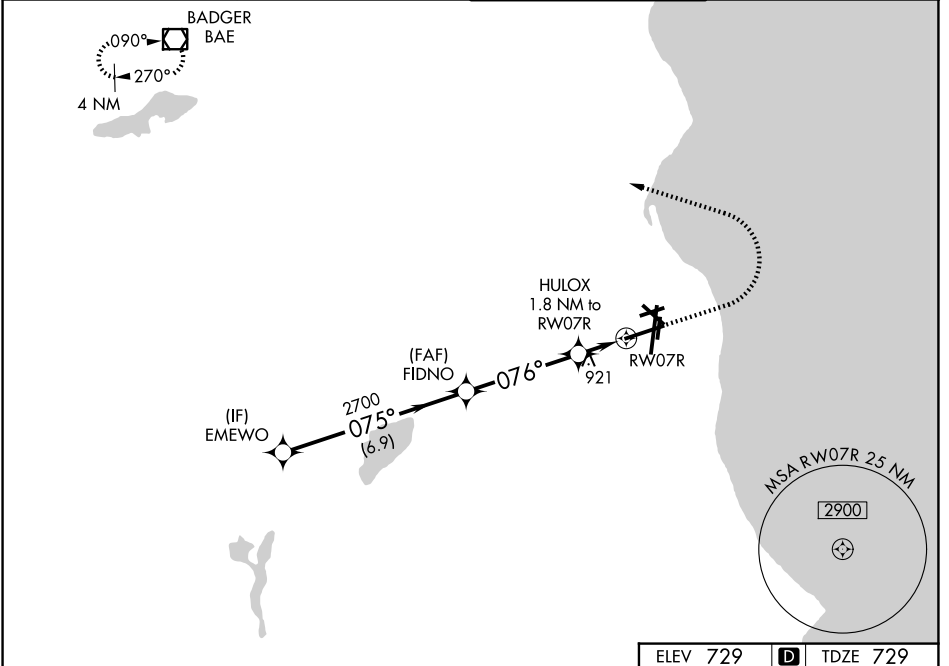 BADGER
BAE
090°
270°
4 NM
HULOX
1.8 NM to
RW07R
(FAF)
FIDNO
076°
921
RW07R
(IF)
EMEWO
2700
075°
(6.9)
MSA RW07R 25 NM
2900
ELEV 729 D TDZE 729